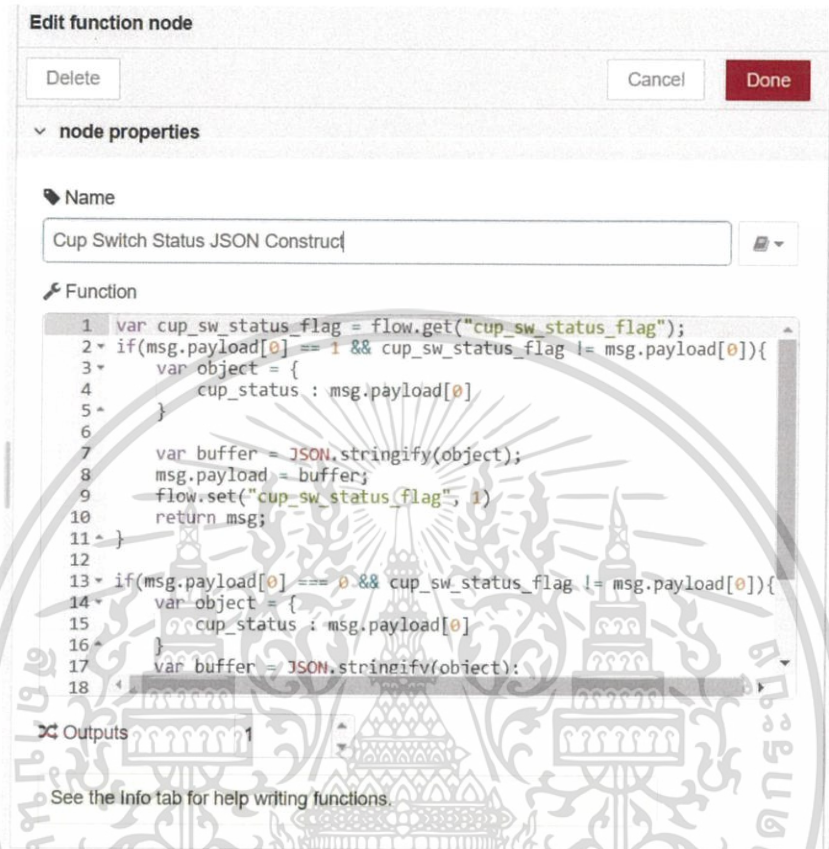 Edit function node
Delete Cancel Done
node properties
Name
Cup Switch Status JSON Construct
Function
1 var cup_sw_status_flag = flow.get("cup_sw_status_flag");
2 if(msg.payload[0] == 1 && cup_sw_status_flag != msg.payload[0]){
3 var object = {
4 cup_status : msg.payload[0]
5 }
6
7 var buffer = JSON.stringify(object);
8 msg.payload = buffer;
9 flow.set("cup_sw_status_flag", 1)
10 return msg;
11 }
12
13 if(msg.payload[0] === 0 && cup_sw_status_flag != msg.payload[0]){
14 var object = {
15 cup_status : msg.payload[0]
16 }
17 var buffer = JSON.stringify(object);
18
Outputs 1
See the Info tab for help writing functions.